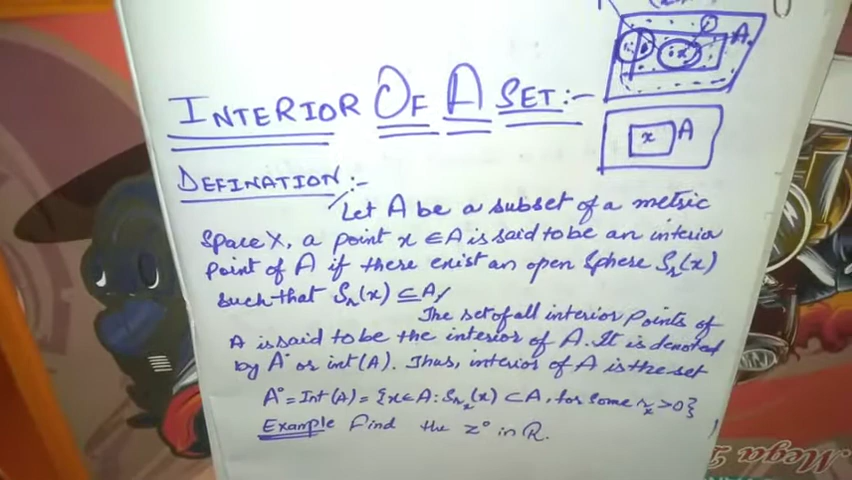 INTERIOR OF A SET:-
A
x A
DEFINATION:-
Let A be a subset of a metric
Space X, a point x ∈ A is said to be an interior
point of A if there exist an open Sphere Sr(x)
such that Sr(x) ⊆ A
The set of all interior points of
A is said to be the interior of A. It is denoted
by A° or int(A). Thus, interior of A is the set
A° = Int(A) = {x ∈ A: Srx(x) ⊂ A, for some rx > 0}
Example Find the Z° in R.
Mega